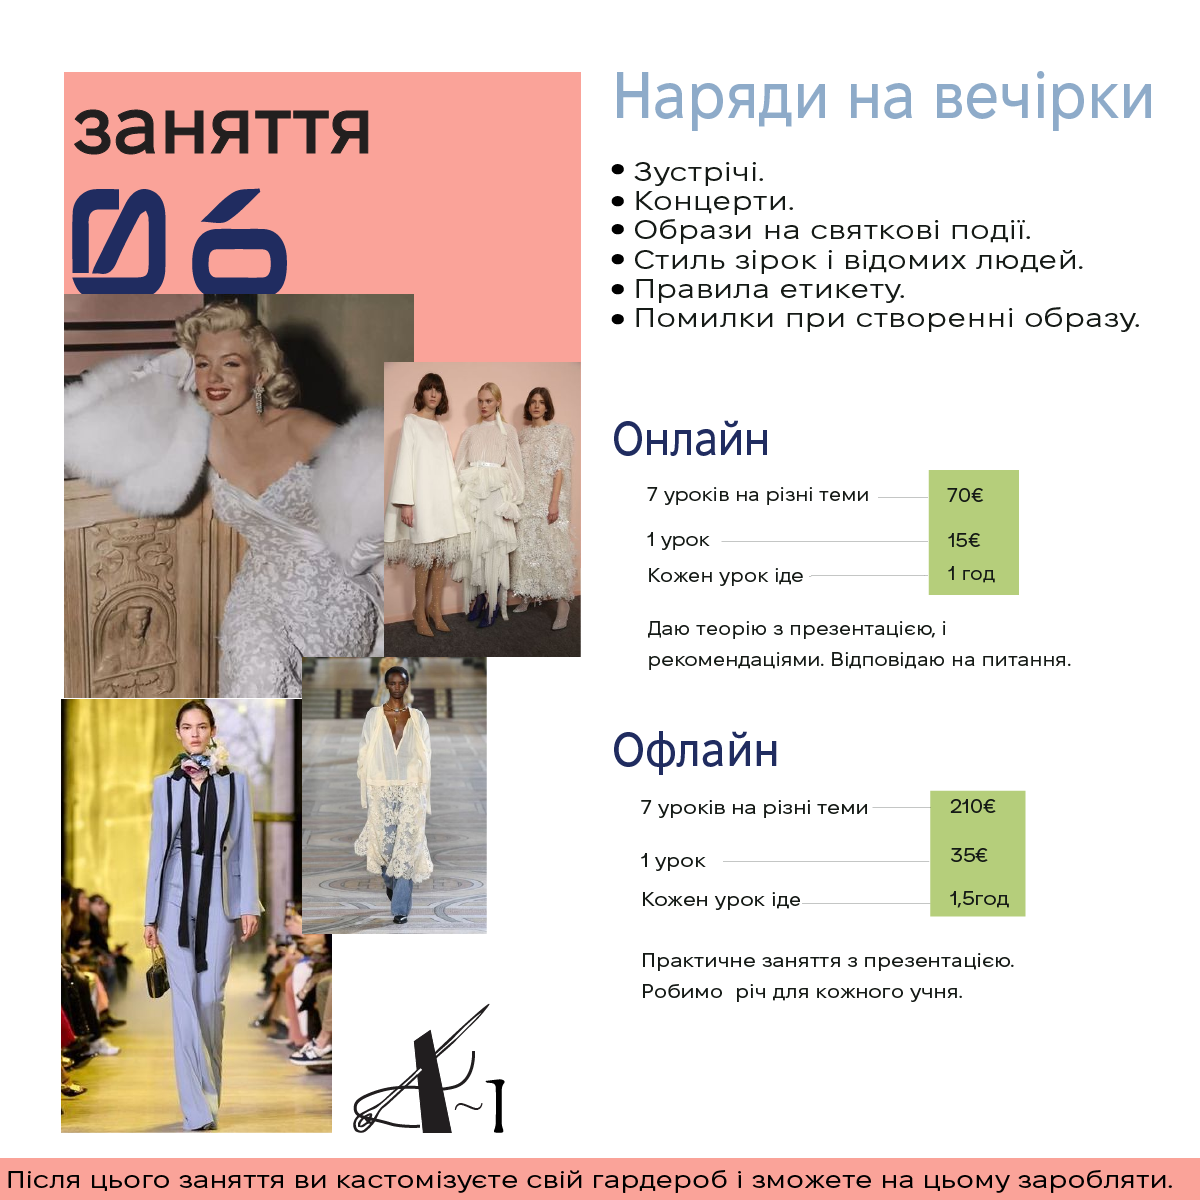 заняття
06
Наряди на вечірки
• Зустрічі.
• Концерти.
• Образи на святкові події.
• Стиль зірок і відомих людей.
• Правила етикету.
• Помилки при створенні образу.
Онлайн
7 уроків на різні теми 70€
1 урок 15€
Кожен урок іде 1 год
Даю теорію з презентацією, і
рекомендаціями. Відповідаю на питання.
Офлайн
7 уроків на різні теми 210€
1 урок 35€
Кожен урок іде 1,5год
Практичне заняття з презентацією.
Робимо річ для кожного учня.
A~1
Після цього заняття ви кастомізуєте свій гардероб і зможете на цьому заробляти.